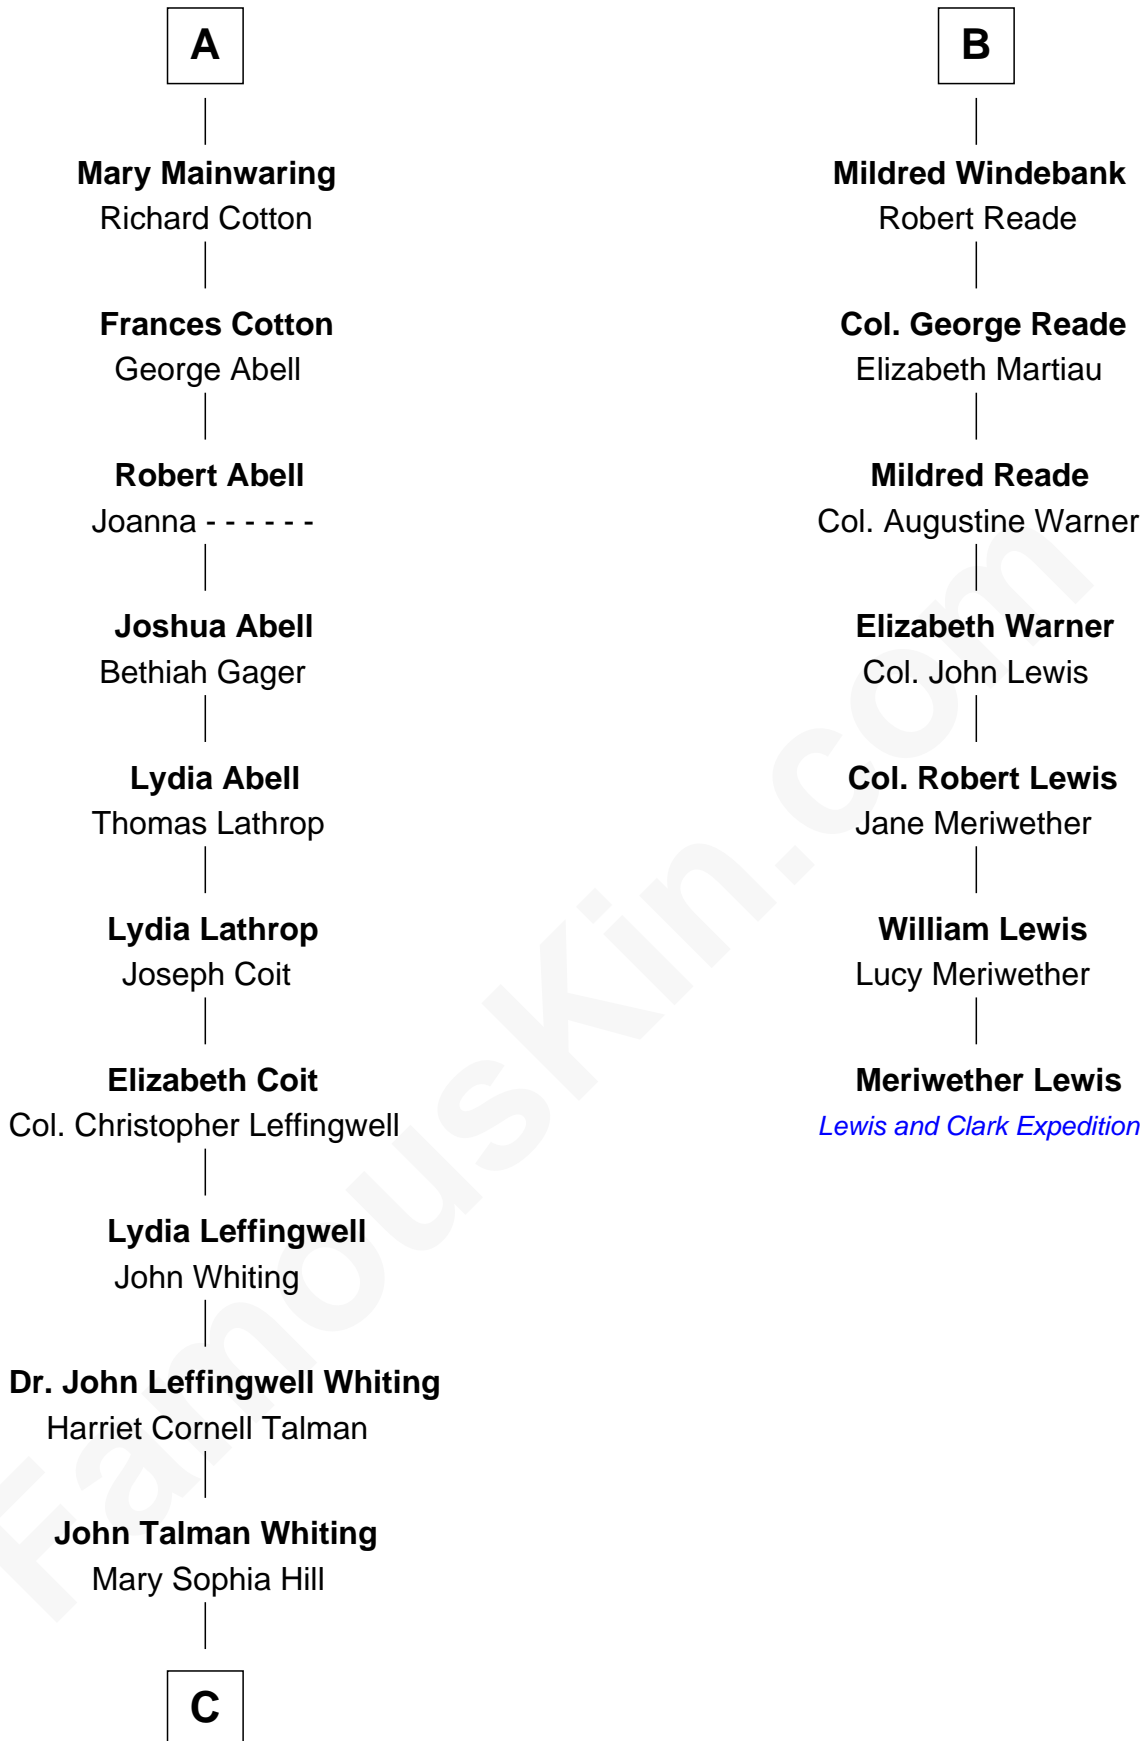 A
Mary Mainwaring
Richard Cotton
Frances Cotton
George Abell
Robert Abell
Joanna - - - - - -
Joshua Abell
Bethiah Gager
Lydia Abell
Thomas Lathrop
Lydia Lathrop
Joseph Coit
Elizabeth Coit
Col. Christopher Leffingwell
Lydia Leffingwell
John Whiting
Dr. John Leffingwell Whiting
Harriet Cornell Talman
John Talman Whiting
Mary Sophia Hill
C
B
Mildred Windebank
Robert Reade
Col. George Reade
Elizabeth Martiau
Mildred Reade
Col. Augustine Warner
Elizabeth Warner
Col. John Lewis
Col. Robert Lewis
Jane Meriwether
William Lewis
Lucy Meriwether
Meriwether Lewis
Lewis and Clark Expedition
FamousKin.com